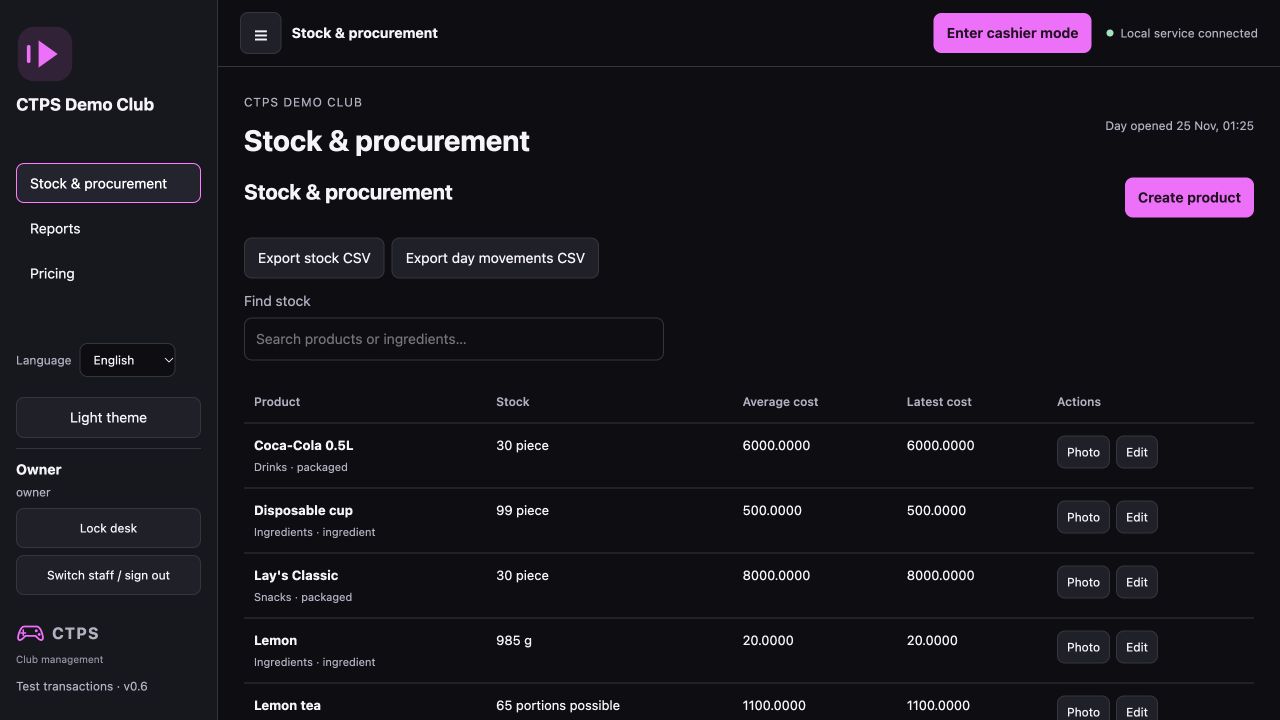 CTPS Demo Club
Stock & procurement
Reports
Pricing
Language English
Light theme
Owner
owner
Lock desk
Switch staff / sign out
CTPS
Club management
Test transactions · v0.6
Stock & procurement
Enter cashier mode
Local service connected
CTPS DEMO CLUB
Stock & procurement
Day opened 25 Nov, 01:25
Stock & procurement
Create product
Export stock CSV Export day movements CSV
Find stock
Search products or ingredients...
Product Stock Average cost Latest cost Actions
Coca-Cola 0.5L 30 piece 6000.0000 6000.0000 Photo Edit
Drinks · packaged
Disposable cup 99 piece 500.0000 500.0000 Photo Edit
Ingredients · ingredient
Lay's Classic 30 piece 8000.0000 8000.0000 Photo Edit
Snacks · packaged
Lemon 985 g 20.0000 20.0000 Photo Edit
Ingredients · ingredient
Lemon tea 65 portions possible 1100.0000 1100.0000 Photo Edit